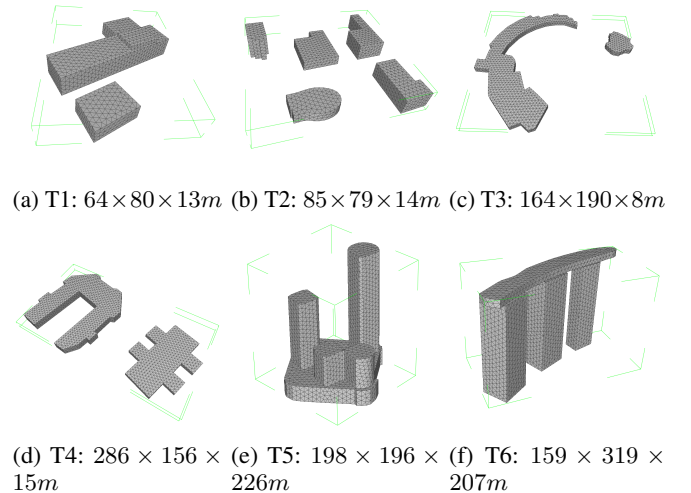 (a) T1: 64×80×13m (b) T2: 85×79×14m (c) T3: 164×190×8m
(d) T4: 286 × 156 × 15m (e) T5: 198 × 196 × 226m (f) T6: 159 × 319 × 207m